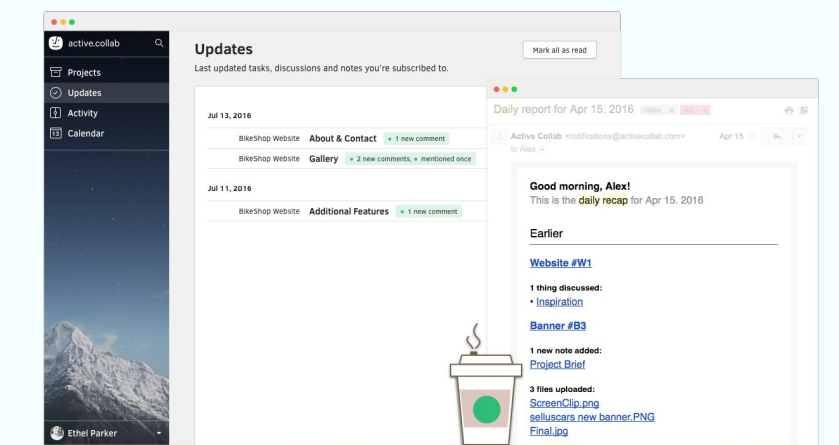 active.collab
Projects
Updates
Activity
13 Calendar
Ethel Parker
Updates
Mark all as read
Last updated tasks, discussions and notes you're subscribed to.
Jul 13, 2016
BikeShop Website About & Contact • 1 new comment
BikeShop Website Gallery • 2 new comments, • mentioned once
Jul 11, 2016
BikeShop Website Additional Features • 1 new comment
Daily report for Apr 15. 2016 Inbox x AC x
Active Collab <notifications@activecollab.com> Apr 15
to Alex
Good morning, Alex!
This is the daily recap for Apr 15. 2016
Earlier
Website #W1
1 thing discussed:
• Inspiration
Banner #B3
1 new note added:
Project Brief
3 files uploaded:
ScreenClip.png
selluscars new banner.PNG
Final.jpg